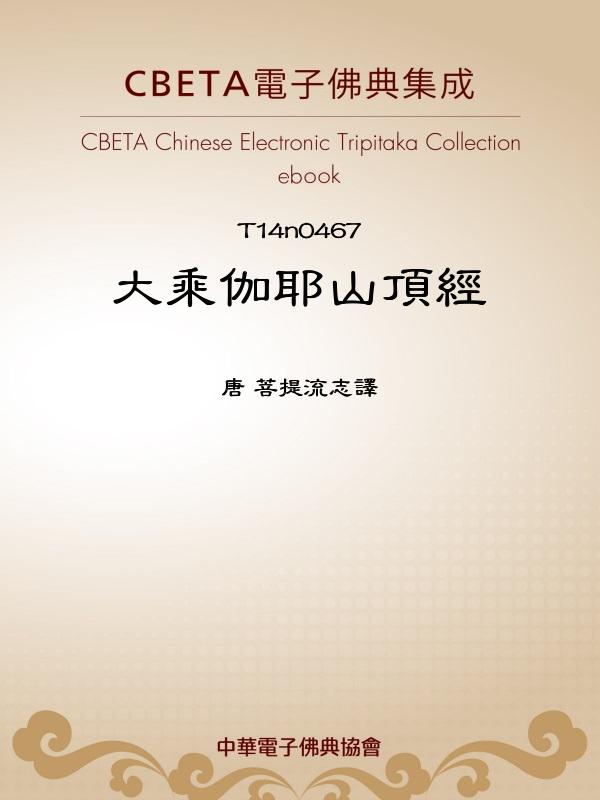 CBETA電子佛典集成
CBETA Chinese Electronic Tripitaka Collection
ebook
T14n0467
大乘伽耶山頂經
唐 菩提流志譯
中華電子佛典協會